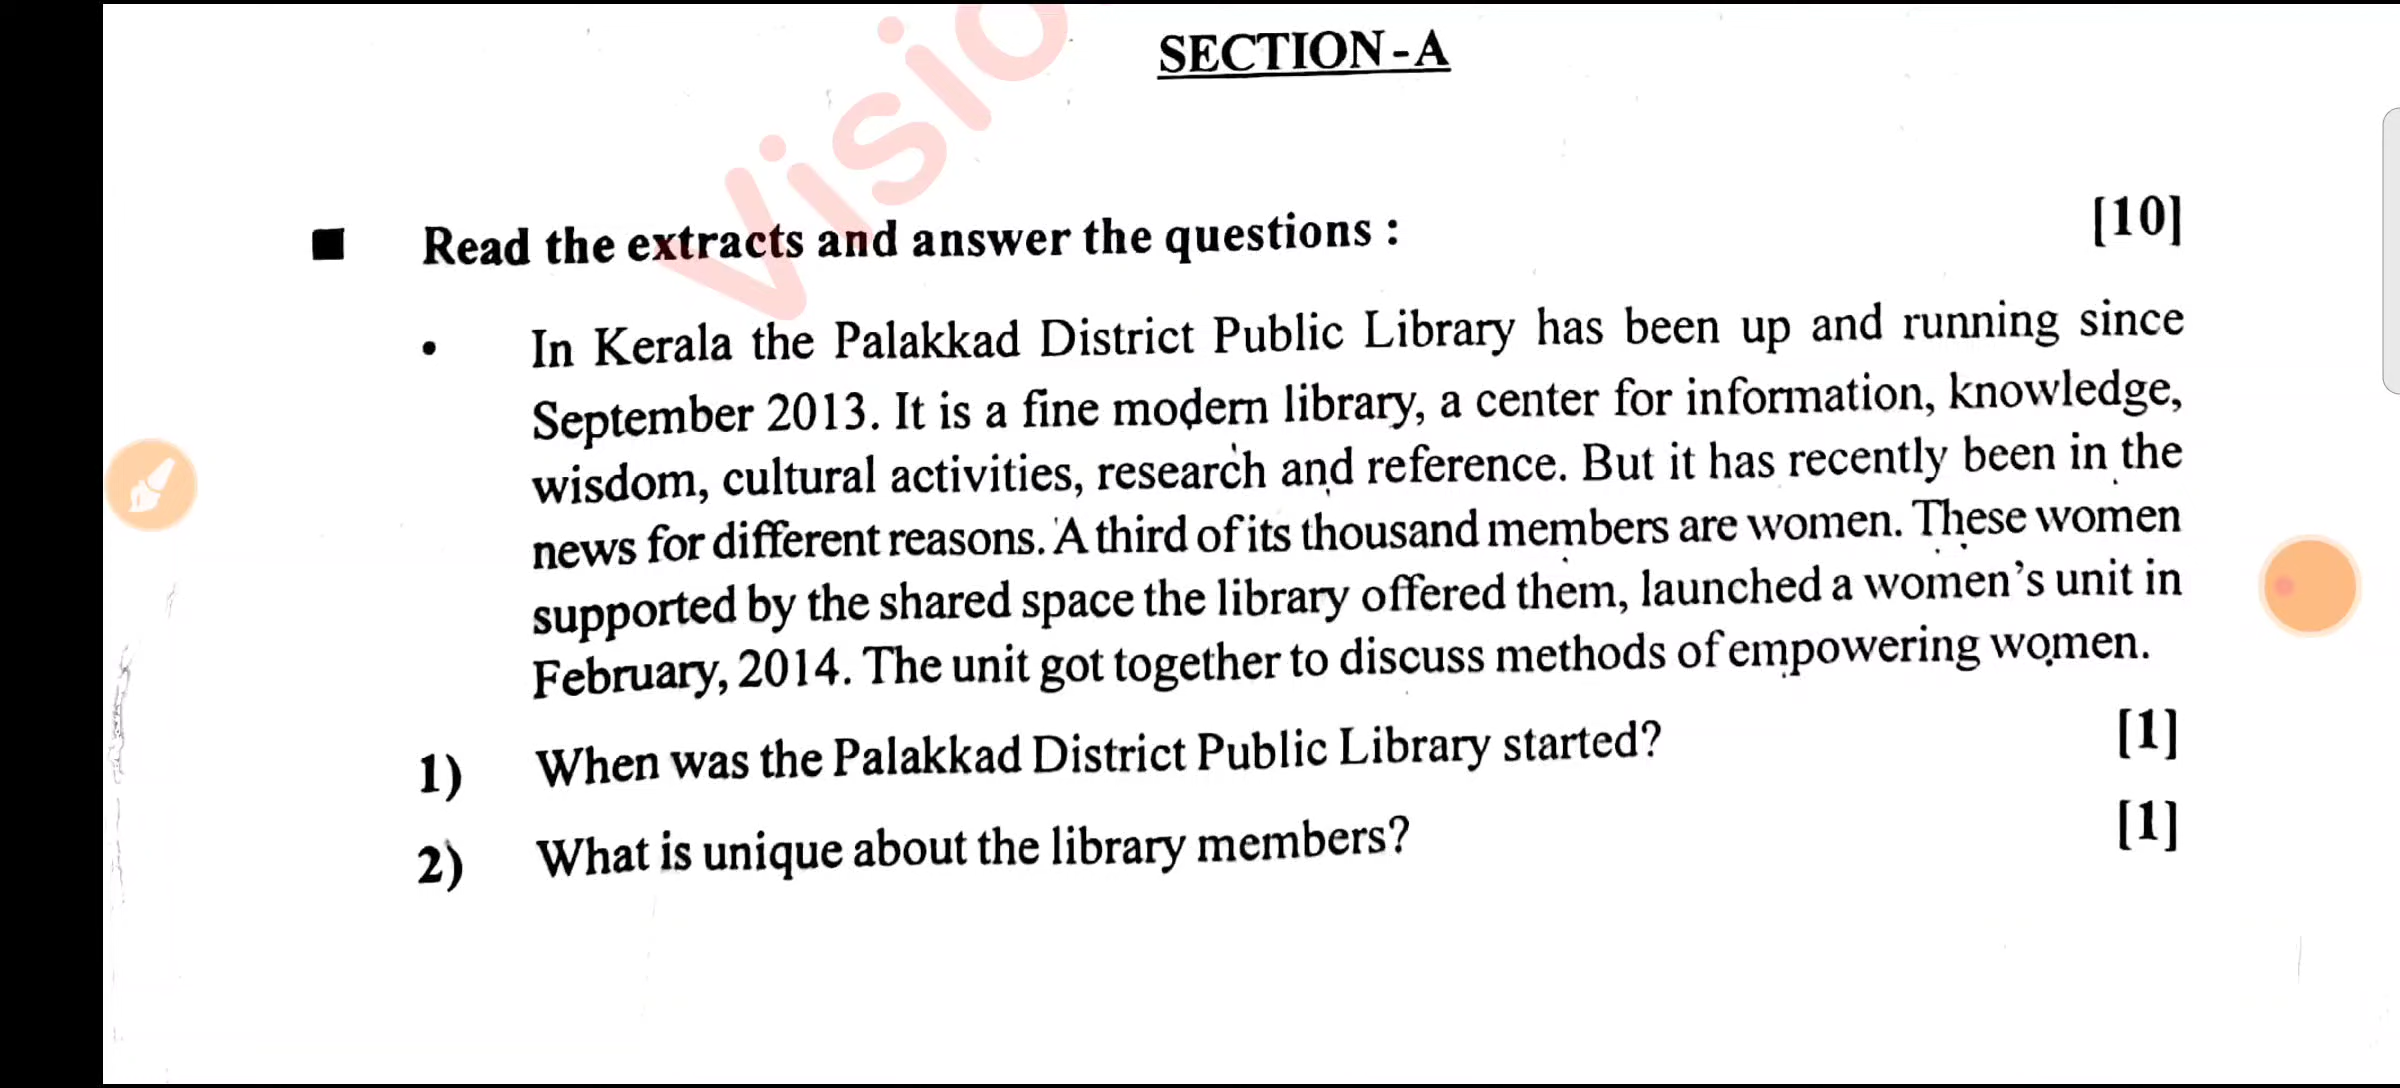 SECTION-A
Visio
■ Read the extracts and answer the questions : [10]
• In Kerala the Palakkad District Public Library has been up and running since
September 2013. It is a fine modern library, a center for information, knowledge,
wisdom, cultural activities, research and reference. But it has recently been in the
news for different reasons. A third of its thousand members are women. These women
supported by the shared space the library offered them, launched a women's unit in
February, 2014. The unit got together to discuss methods of empowering women.
1) When was the Palakkad District Public Library started? [1]
2) What is unique about the library members? [1]